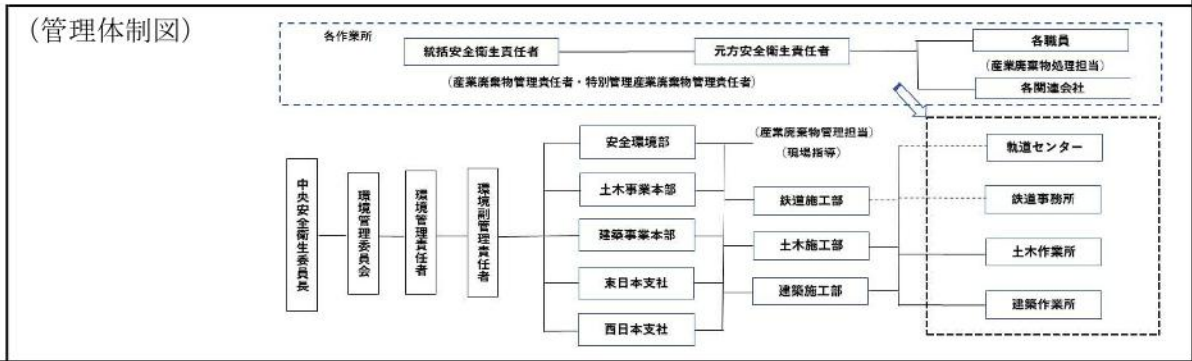 (管理体制図)
各作業所
統括安全衛生責任者
元方安全衛生責任者
各職員
(産業廃棄物処理担当)
各関連会社
(産業廃棄物管理責任者・特別管理産業廃棄物管理責任者)
中央安全衛生委員長
環境管理委員会
環境管理責任者
環境副管理責任者
安全環境部
土木事業本部
建築事業本部
東日本支社
西日本支社
(産業廃棄物管理担当)
(現場指導)
鉄道施工部
土木施工部
建築施工部
軌道センター
鉄道事務所
土木作業所
建築作業所